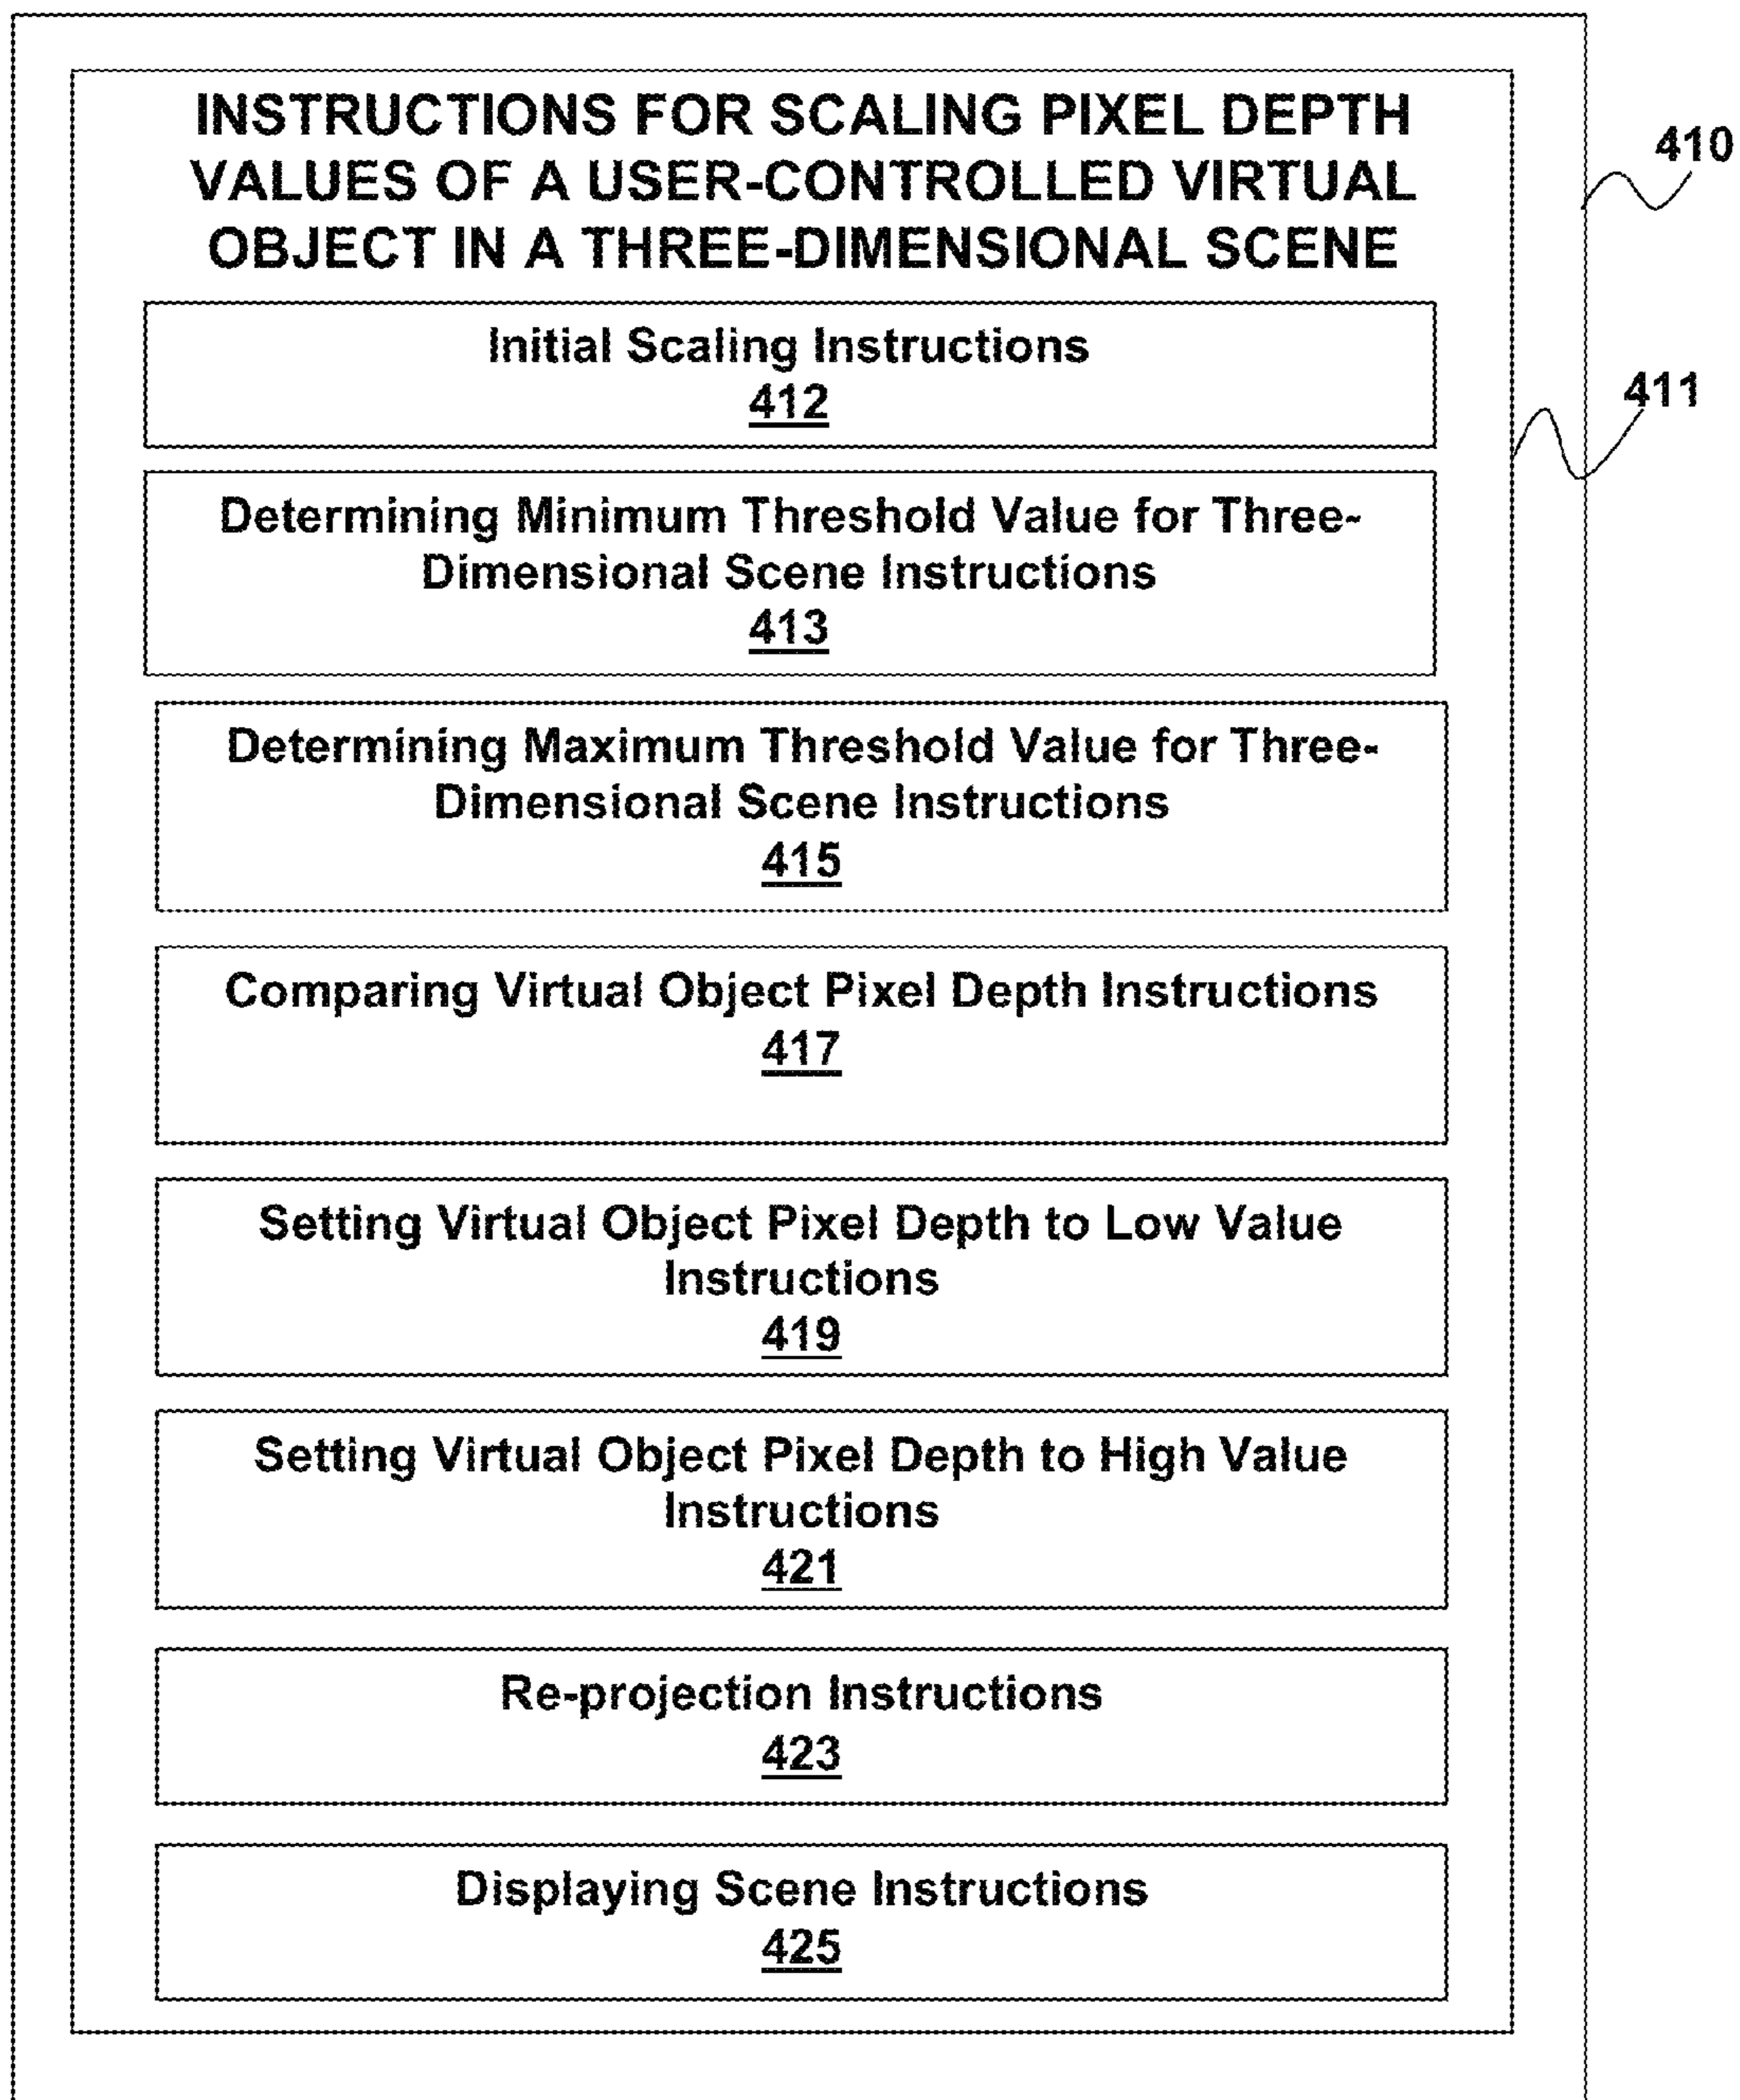 INSTRUCTIONS FOR SCALING PIXEL DEPTH
VALUES OF A USER-CONTROLLED VIRTUAL
OBJECT IN A THREE-DIMENSIONAL SCENE
410
Initial Scaling Instructions
412
411
Determining Minimum Threshold Value for Three-
Dimensional Scene Instructions
413
Determining Maximum Threshold Value for Three-
Dimensional Scene Instructions
415
Comparing Virtual Object Pixel Depth Instructions
417
Setting Virtual Object Pixel Depth to Low Value
Instructions
419
Setting Virtual Object Pixel Depth to High Value
Instructions
421
Re-projection Instructions
423
Displaying Scene Instructions
425